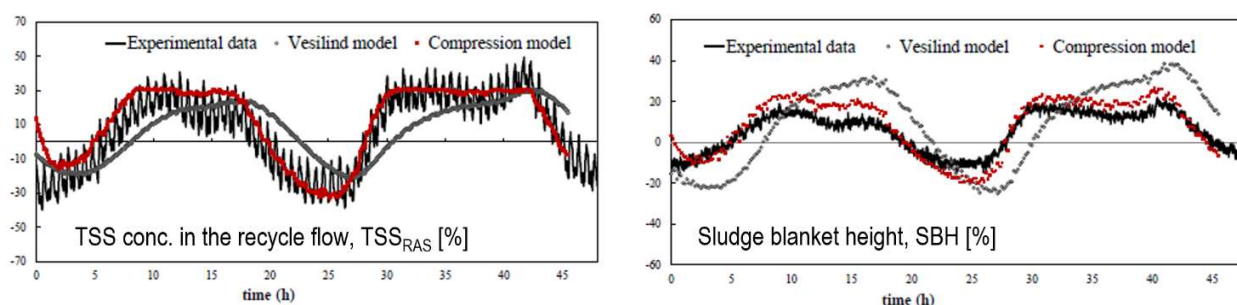 70
50
30
10
-10
-30
-50
-70
Experimental data Vesilind model Compression model
TSS conc. in the recycle flow, TSS_RAS [%]
0 5 10 15 20 25 30 35 40 45
time (h)
60
40
20
0
-20
-40
-60
Experimental data Vesilind model Compression model
Sludge blanket height, SBH [%]
0 5 10 15 20 25 30 35 40 45
time (h)